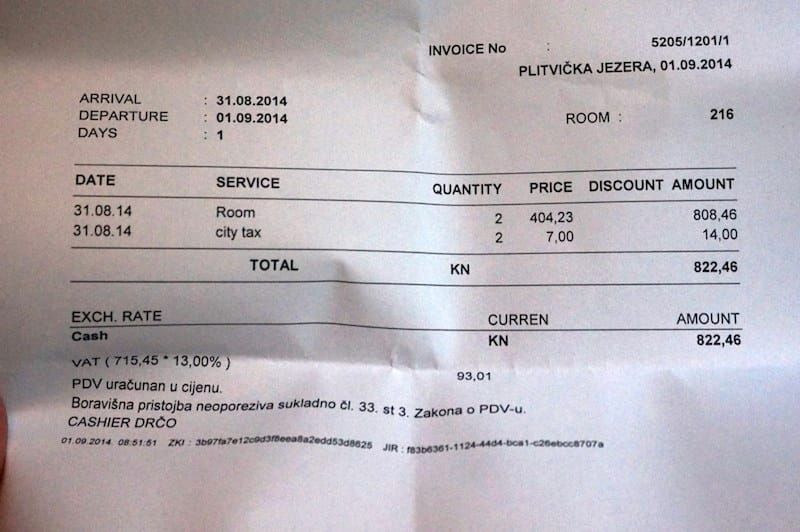 INVOICE No : 5205/1201/1
PLITVIČKA JEZERA, 01.09.2014
ARRIVAL : 31.08.2014
DEPARTURE : 01.09.2014
DAYS : 1
ROOM : 216
DATE SERVICE QUANTITY PRICE DISCOUNT AMOUNT
31.08.14 Room 2 404,23 808,46
31.08.14 city tax 2 7,00 14,00
TOTAL KN 822,46
EXCH. RATE CURREN AMOUNT
Cash KN 822,46
VAT ( 715,45 * 13,00% ) 93,01
PDV uračunan u cijenu.
Boravišna pristojba neoporeziva sukladno čl. 33. st 3. Zakona o PDV-u.
CASHIER DRČO
01.09.2014. 08:51:51 ZKI : 3b97fa7e12c9d3f8eea8a2edd53d8625 JIR : f83b6361-1124-44d4-bca1-c26ebcc8707a